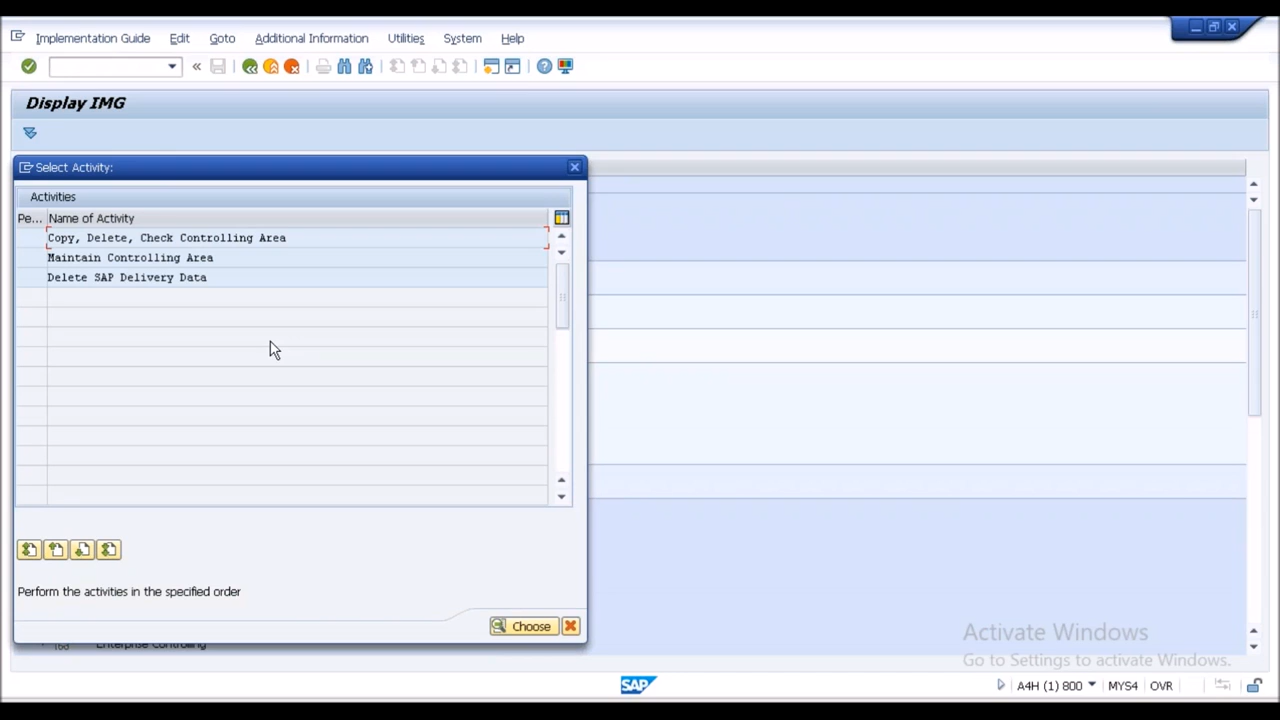 Implementation Guide Edit Goto Additional Information Utilities System Help
Display IMG
Select Activity:
Activities
Pe... Name of Activity
Copy, Delete, Check Controlling Area
Maintain Controlling Area
Delete SAP Delivery Data
Perform the activities in the specified order
Choose
Enterprise Controlling
Activate Windows
Go to Settings to activate Windows.
SAP
A4H (1) 800 MYS4 OVR